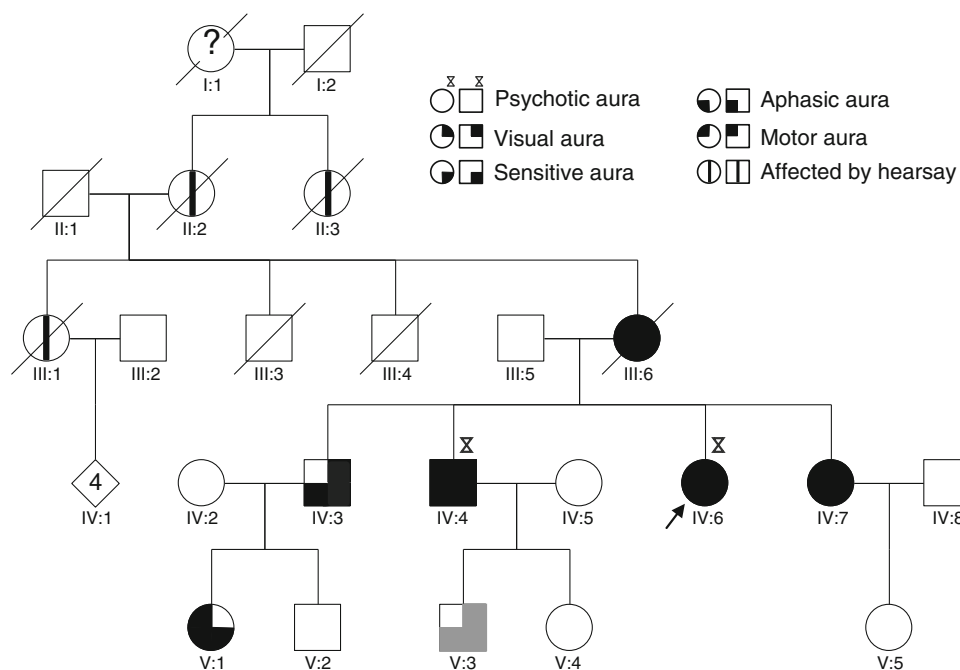 ?
I:1 I:2
Psychotic aura Aphasic aura
Visual aura Motor aura
Sensitive aura Affected by hearsay
II:1 II:2 II:3
III:1 III:2 III:3 III:4 III:5 III:6
4
IV:1 IV:2 IV:3 IV:4 IV:5 IV:6 IV:7 IV:8
V:1 V:2 V:3 V:4 V:5